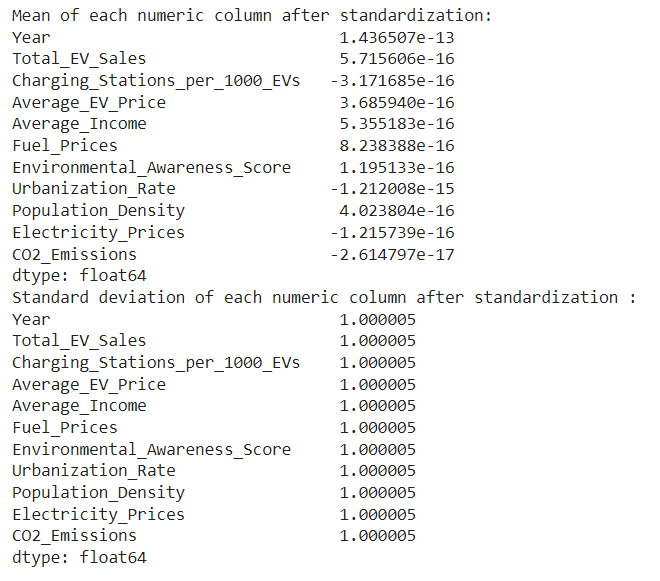 Mean of each numeric column after standardization:
Year 1.436507e-13
Total_EV_Sales 5.715606e-16
Charging_Stations_per_1000_EVs -3.171685e-16
Average_EV_Price 3.685940e-16
Average_Income 5.355183e-16
Fuel_Prices 8.238388e-16
Environmental_Awareness_Score 1.195133e-16
Urbanization_Rate -1.212008e-15
Population_Density 4.023804e-16
Electricity_Prices -1.215739e-16
CO2_Emissions -2.614797e-17
dtype: float64
Standard deviation of each numeric column after standardization :
Year 1.000005
Total_EV_Sales 1.000005
Charging_Stations_per_1000_EVs 1.000005
Average_EV_Price 1.000005
Average_Income 1.000005
Fuel_Prices 1.000005
Environmental_Awareness_Score 1.000005
Urbanization_Rate 1.000005
Population_Density 1.000005
Electricity_Prices 1.000005
CO2_Emissions 1.000005
dtype: float64